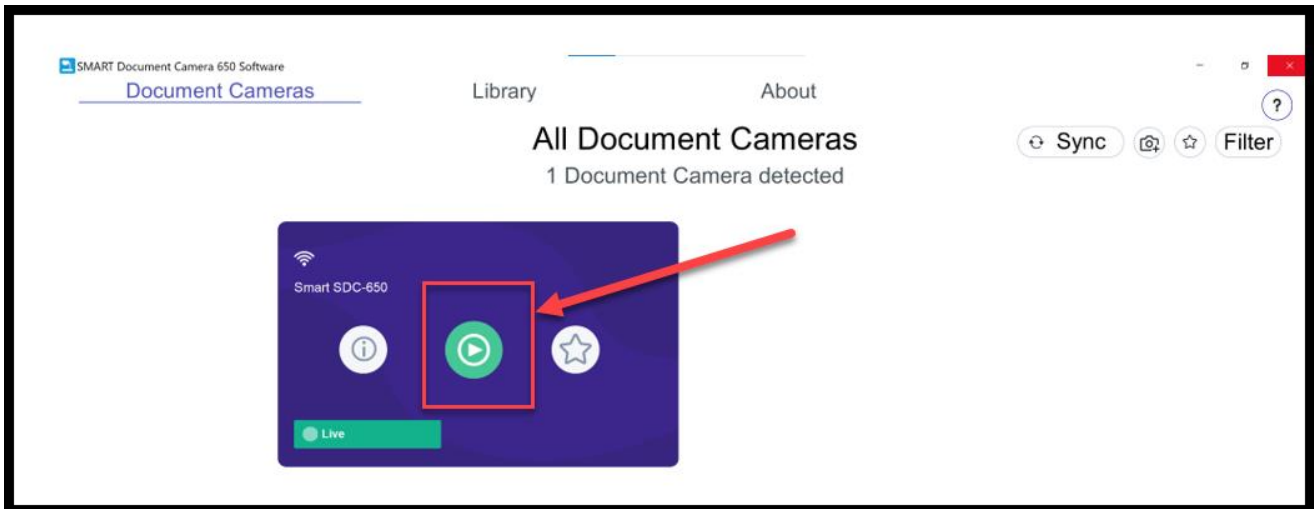 SMART Document Camera 650 Software
Document Cameras Library About
?
All Document Cameras
Sync Filter
1 Document Camera detected
Smart SDC-650
Live